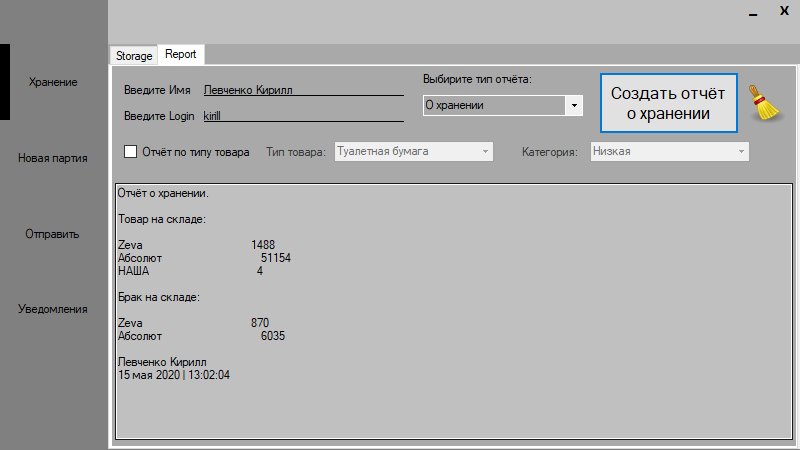 _ X
Storage Report
Хранение
Новая партия
Отправить
Уведомления
Введите Имя Левченко Кирилл
Введите Login kirill
Выбирите тип отчёта:
О хранении
Создать отчёт
о хранении
Отчёт по типу товара Тип товара: Туалетная бумага Категория: Низкая
Отчёт о хранении.
Товар на складе:
Zeva 1488
Абсолют 51154
НАША 4
Брак на складе:
Zeva 870
Абсолют 6035
Левченко Кирилл
15 мая 2020 | 13:02:04